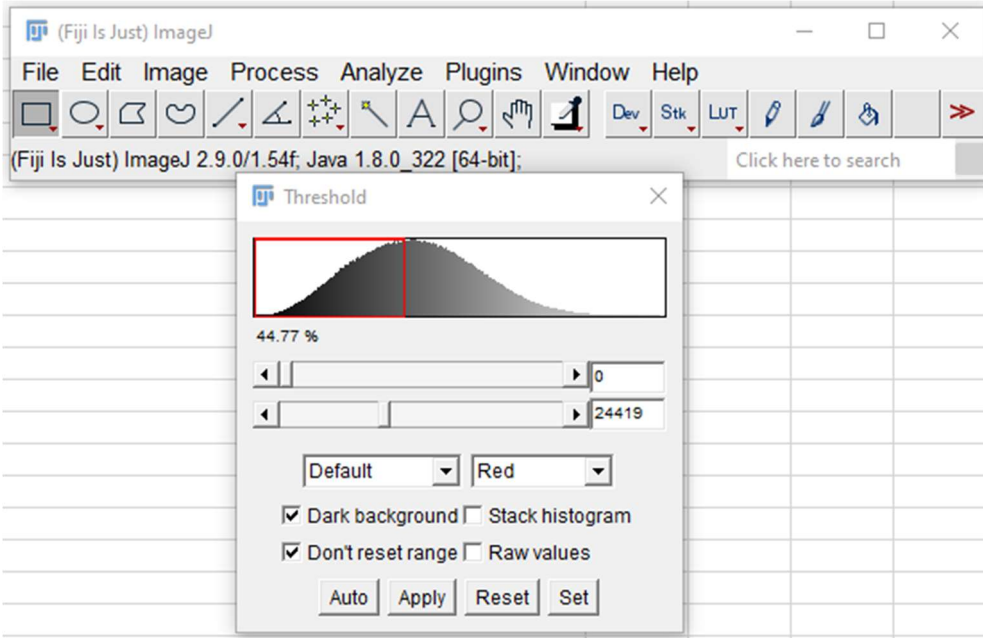 (Fiji Is Just) ImageJ
File Edit Image Process Analyze Plugins Window Help
Dev Stk LUT
(Fiji Is Just) ImageJ 2.9.0/1.54f; Java 1.8.0_322 [64-bit];
Click here to search
Threshold
44.77 %
0
24419
Default Red
Dark background Stack histogram
Don't reset range Raw values
Auto Apply Reset Set